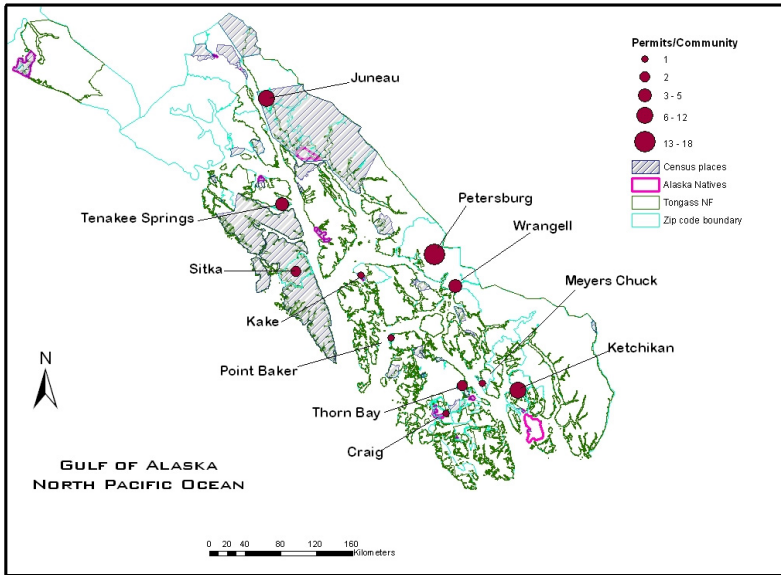 Permits/Community
1
2
3 - 5
6 - 12
13 - 18
Census places
Alaska Natives
Tongass NF
Zip code boundary
Juneau
Tenakee Springs
Petersburg
Wrangell
Sitka
Meyers Chuck
Kake
Point Baker
Ketchikan
Thorn Bay
Craig
N
GULF OF ALASKA
NORTH PACIFIC OCEAN
0 10 20 40 80 120 160
Kilometers